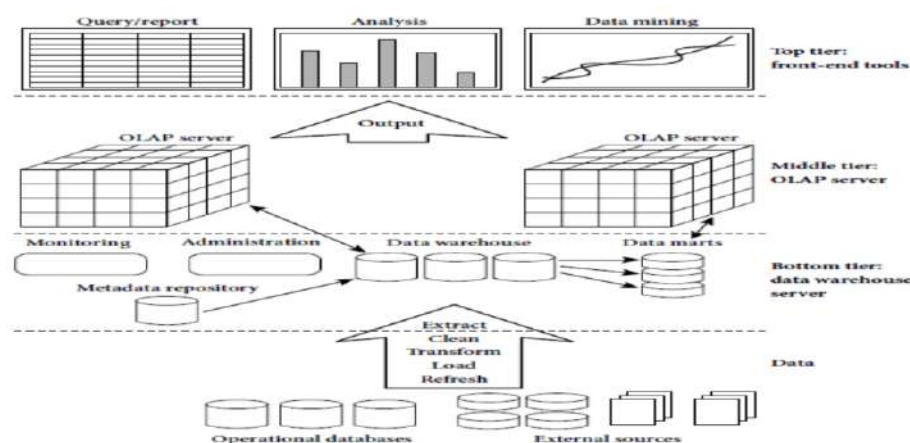 Query/report
Analysis
Data mining
Top tier:
front-end tools
Output
OLAP server
OLAP server
Middle tier:
OLAP server
Monitoring
Administration
Data warehouse
Data marts
Metadata repository
Bottom tier:
data warehouse
server
Extract
Clean
Transform
Load
Refresh
Data
Operational databases
External sources